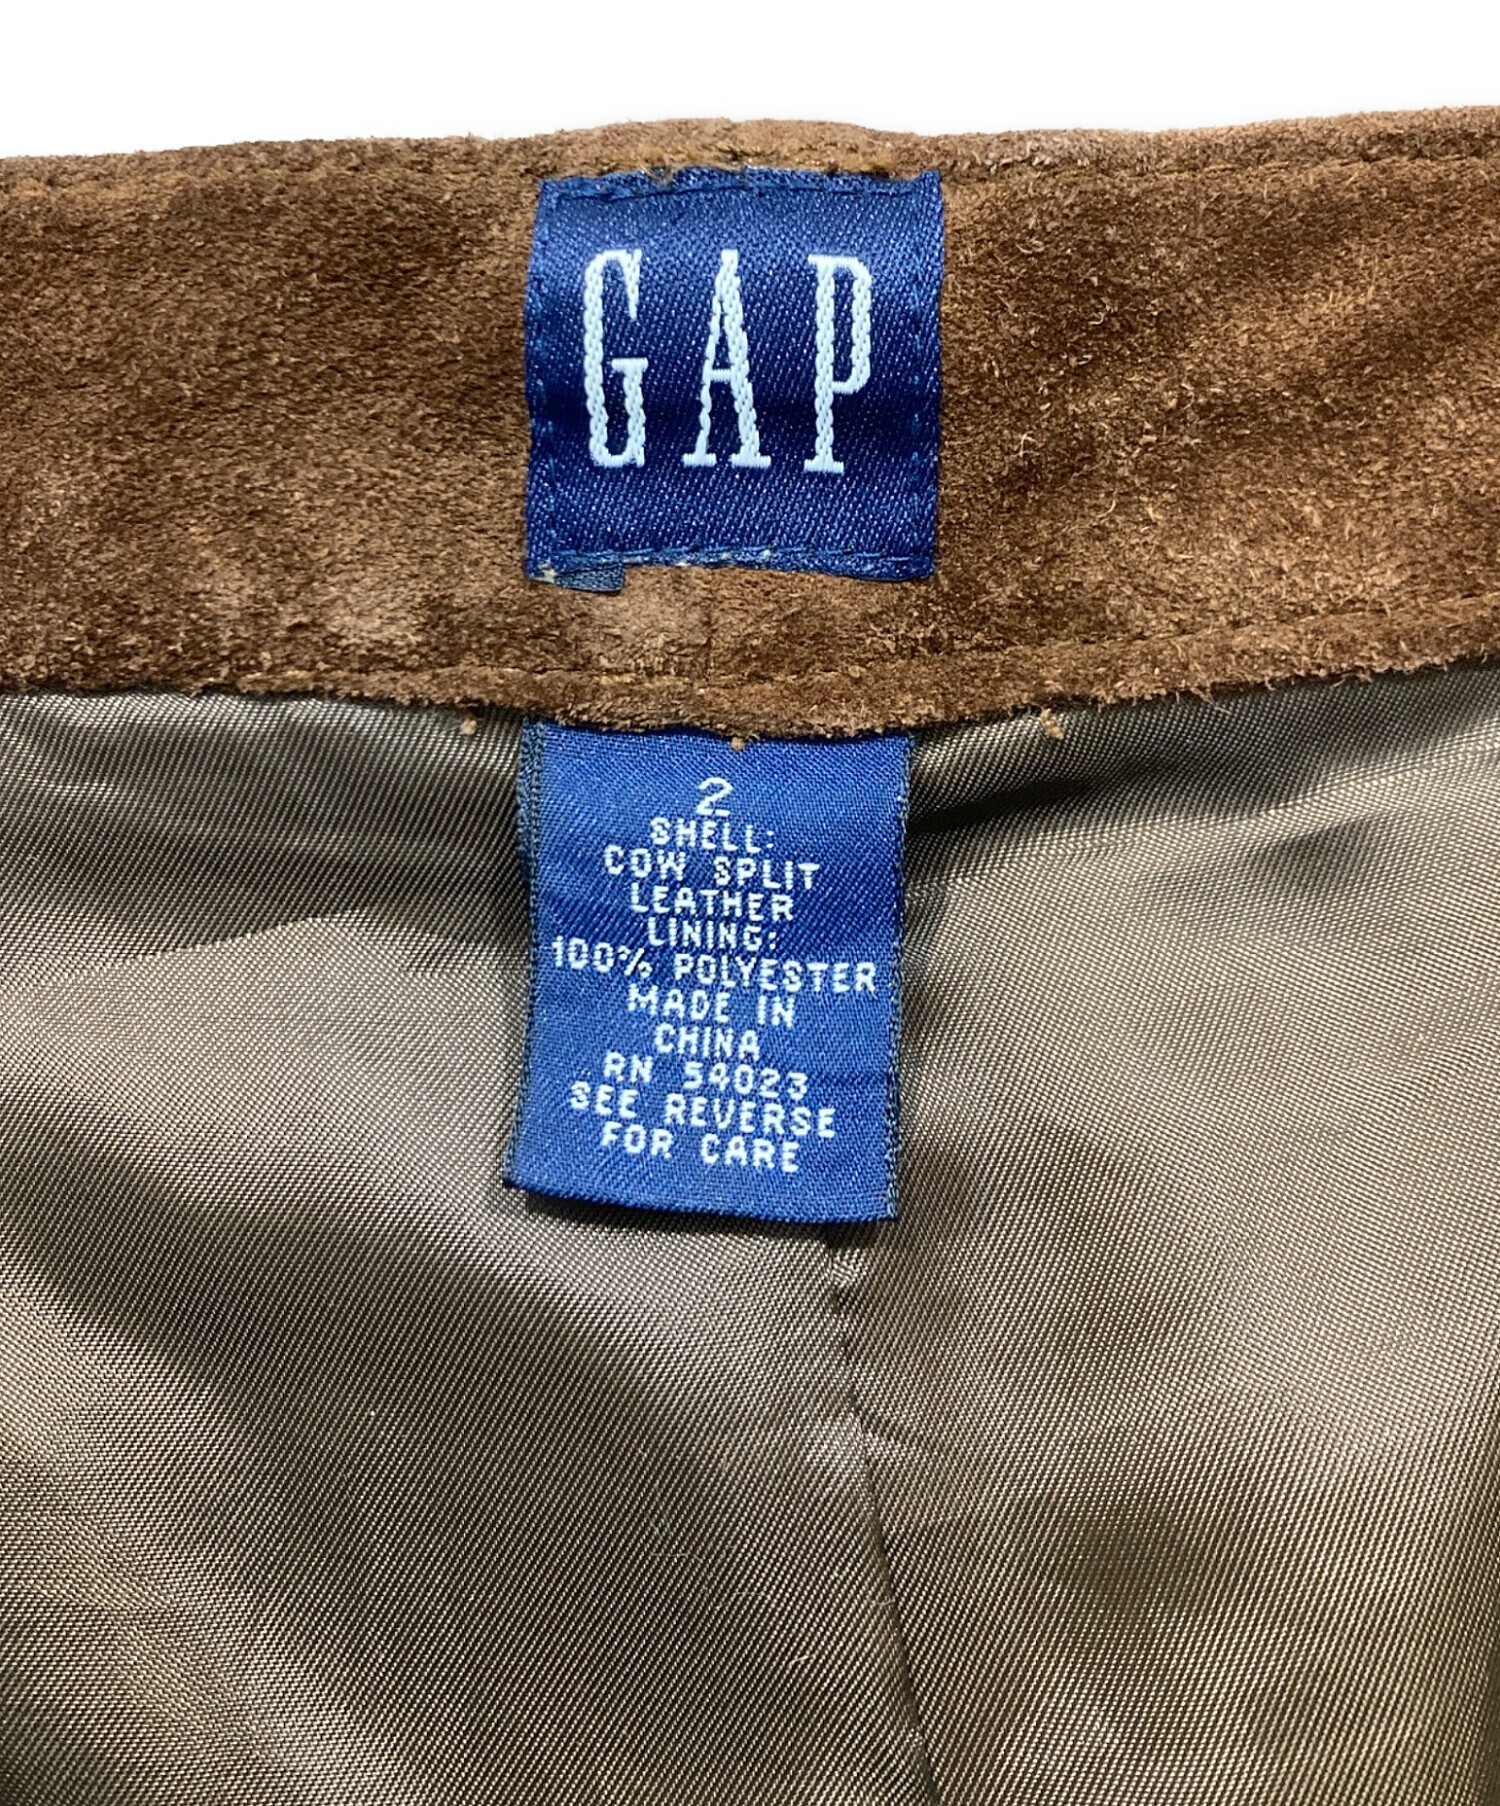 GAP
2
SHELL:
COW SPLIT
LEATHER
LINING:
100% POLYESTER
MADE IN
CHINA
RN 54023
SEE REVERSE
FOR CARE